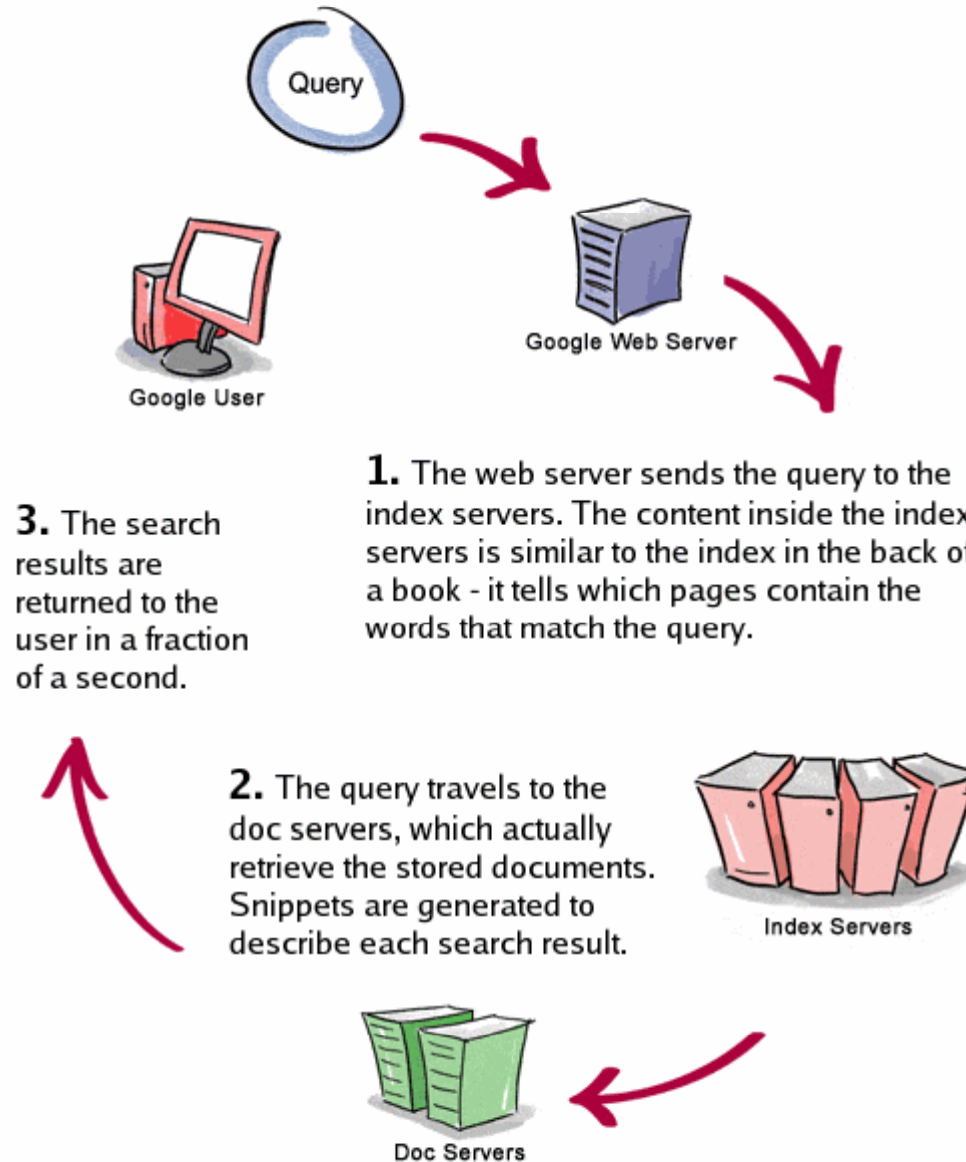 Query
Google Web Server
Google User
1. The web server sends the query to the
index servers. The content inside the index
servers is similar to the index in the back of
a book - it tells which pages contain the
words that match the query.
3. The search
results are
returned to the
user in a fraction
of a second.
2. The query travels to the
doc servers, which actually
retrieve the stored documents.
Snippets are generated to
describe each search result.
Index Servers
Doc Servers